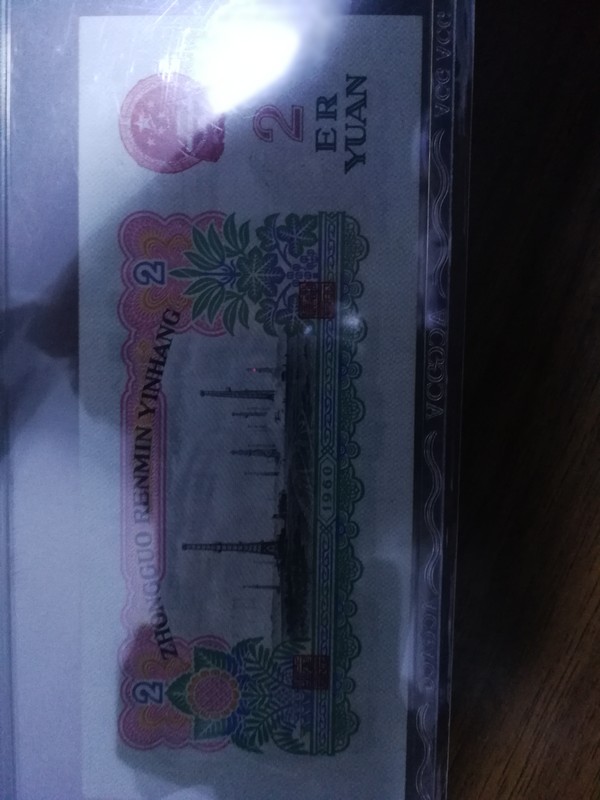 2
ER
YUAN
2
ZHONGGUO RENMIN YINHANG
2
1960